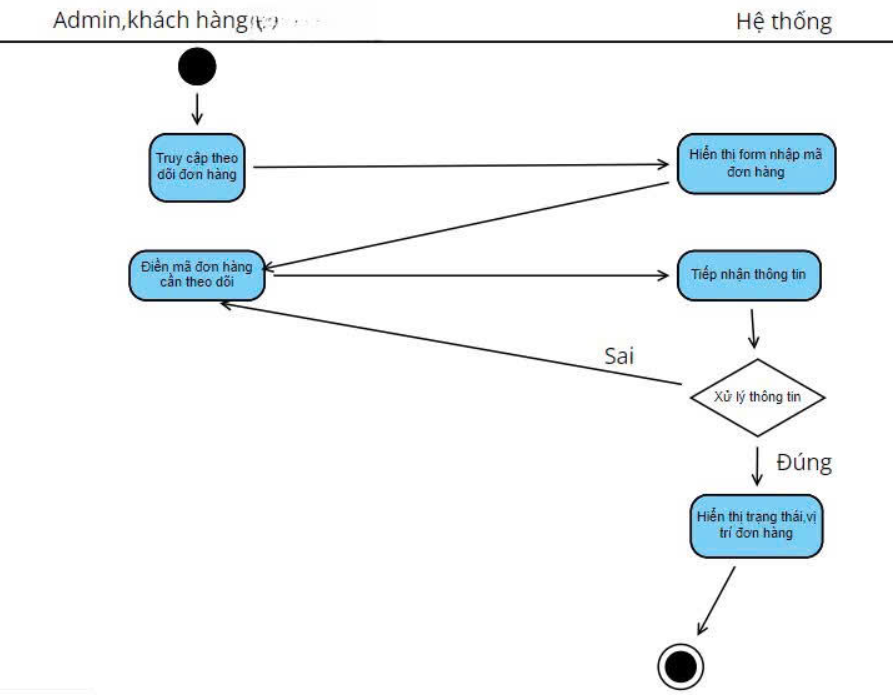 Admin,khách hàng
Hệ thống
Truy cập theo
dõi đơn hàng
Hiển thị form nhập mã
đơn hàng
Điền mã đơn hàng
cần theo dõi
Tiếp nhận thông tin
Sai
Xử lý thông tin
Đúng
Hiển thị trạng thái,vị
trí đơn hàng